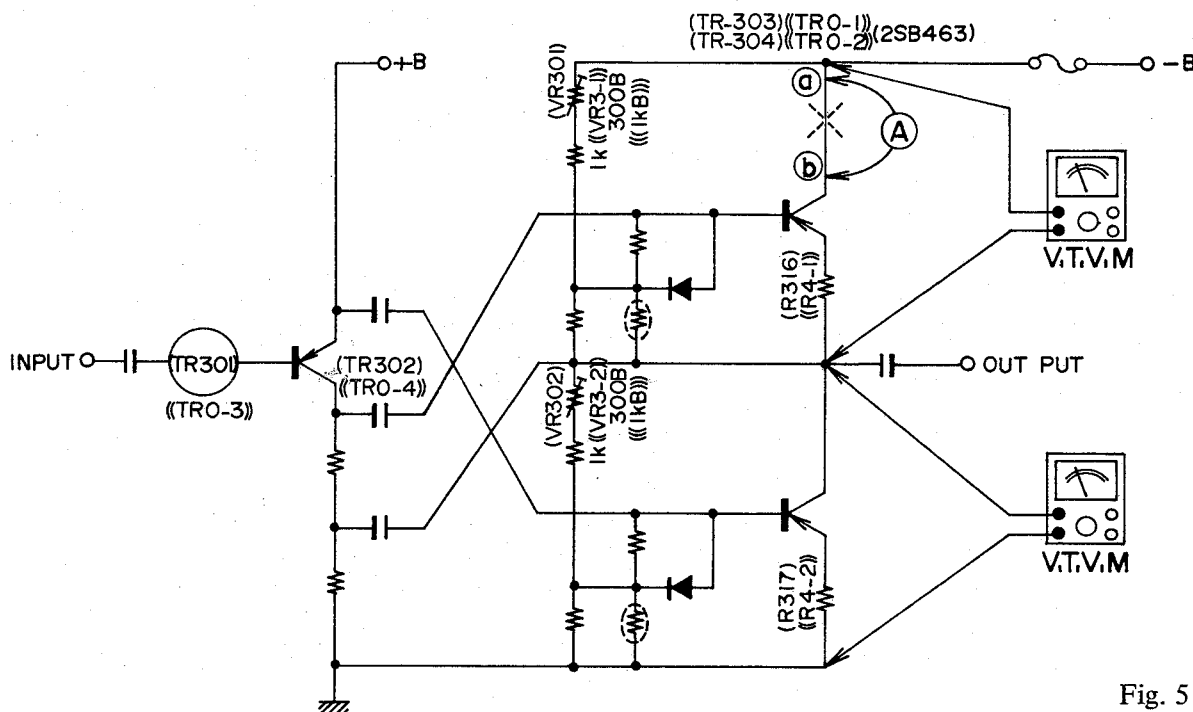 (TR-303)((TRO-1))(2SB463)
(TR-304)((TRO-2))
+B
-B
(VR301)
1k((VR3-1))
300B
(((1kB)))
a
A
b
V.T.V.M
(R316)
((R4-1))
INPUT
TR301
((TRO-3))
(TR302)
((TRO-4))
OUT PUT
(VR302)
1k((VR3-2))
300B
(((1kB)))
V.T.V.M
(R317)
((R4-2))
Fig. 5